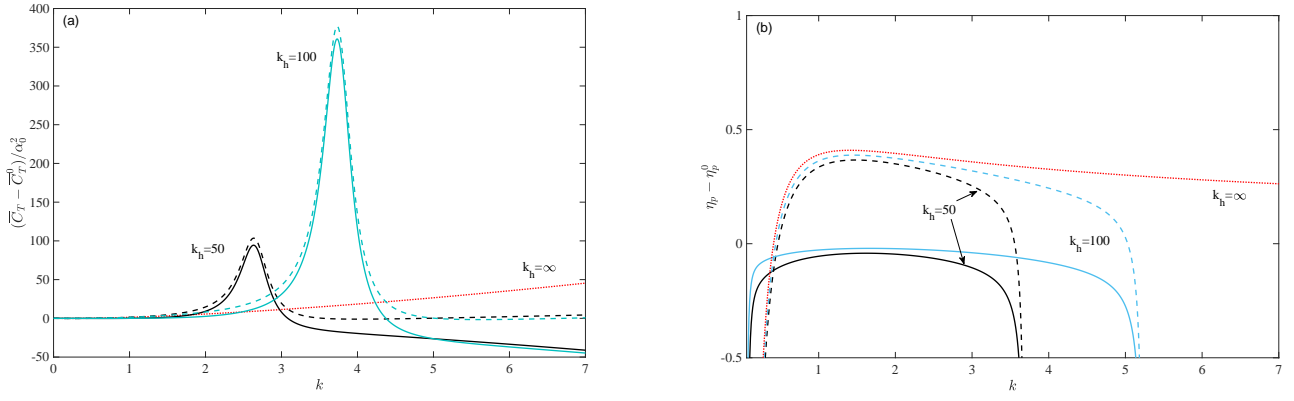 (a)
400
350
300
250
200
150
100
50
0
-50
0 1 2 3 4 5 6 7
k
(C̅_T − C̅_T^0)/α_0^2
k_h=100
k_h=50
k_h=∞
(b)
1
0.5
0
-0.5
1 2 3 4 5 6 7
k
η_p − η_p^0
k_h=50
k_h=100
k_h=∞